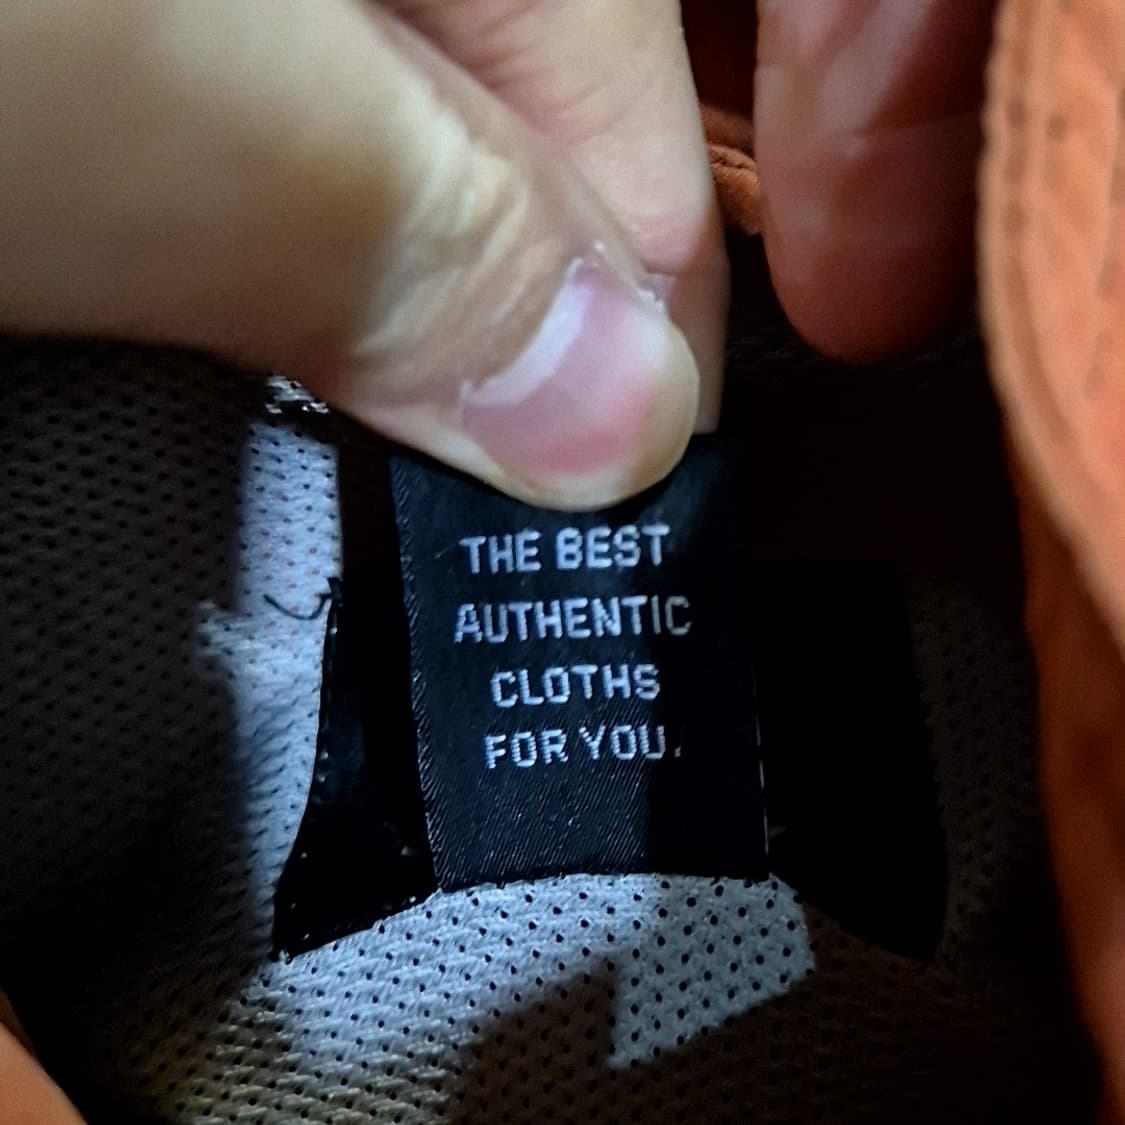 THE BEST
AUTHENTIC
CLOTHS
FOR YOU.